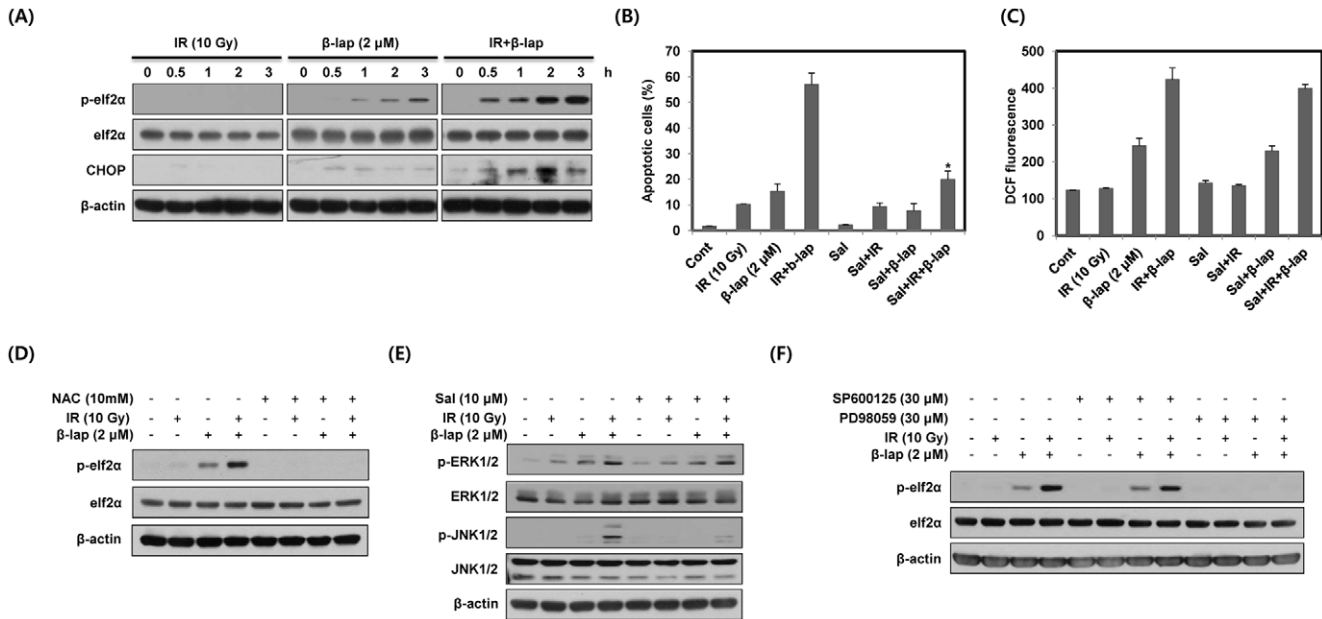 (A)
IR (10 Gy) β-lap (2 μM) IR+β-lap
0 0.5 1 2 3 0 0.5 1 2 3 0 0.5 1 2 3 h
p-eIf2α
eIf2α
CHOP
β-actin
(B)
Apoptotic cells (%)
70
60
50
40
30
20
10
0
*
Cont
IR (10 Gy)
β-lap (2 μM)
IR+b-lap
Sal
Sal+IR
Sal+β-lap
Sal+IR+β-lap
(C)
DCF fluorescence
500
400
300
200
100
0
Cont
IR (10 Gy)
β-lap (2 μM)
IR+β-lap
Sal
Sal+IR
Sal+β-lap
Sal+IR+β-lap
(D)
NAC (10mM) - - - - + + + +
IR (10 Gy) - + - + - + - +
β-lap (2 μM) - - + + - - + +
p-eIf2α
eIf2α
β-actin
(E)
Sal (10 μM) - - - - + + + +
IR (10 Gy) - + - + - + - +
β-lap (2 μM) - - + + - - + +
p-ERK1/2
ERK1/2
p-JNK1/2
JNK1/2
β-actin
(F)
SP600125 (30 μM) - - - - + + + + - - - -
PD98059 (30 μM) - - - - - - - - + + + +
IR (10 Gy) - + - + - + - + - + - +
β-lap (2 μM) - - + + - - + + - - + +
p-eIf2α
eIf2α
β-actin